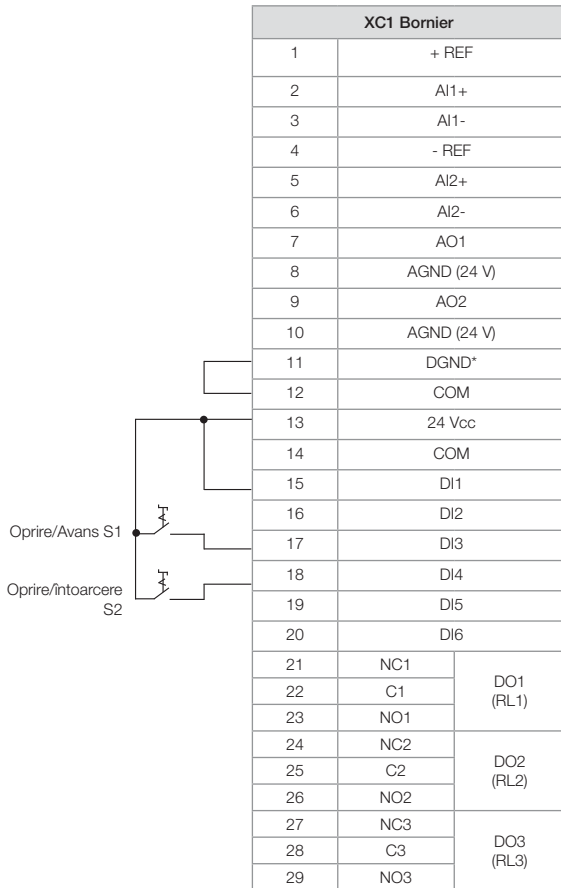 XC1 Bornier
1 + REF
2 AI1+
3 AI1-
4 - REF
5 AI2+
6 AI2-
7 AO1
8 AGND (24 V)
9 AO2
10 AGND (24 V)
11 DGND*
12 COM
13 24 Vcc
14 COM
15 DI1
16 DI2
17 DI3
18 DI4
19 DI5
20 DI6
21 NC1
22 C1
23 NO1
DO1
(RL1)
24 NC2
25 C2
26 NO2
DO2
(RL2)
27 NC3
28 C3
29 NO3
DO3
(RL3)
Oprire/Avans S1
Oprire/întoarcere
S2